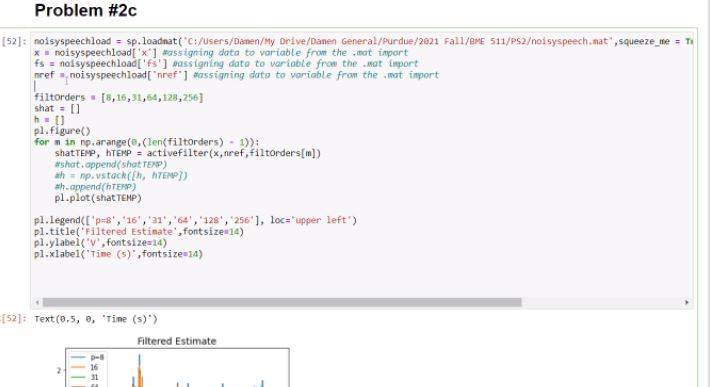 Problem #2c
[52]: noisyspeechload = sp.loadmat('C:/Users/Damen/My Drive/Damen General/Purdue/2021 Fall/BME 511/PS2/noisyspeech.mat',squeeze_me =
x = noisyspeechload['x'] #assigning data to variable from the .mat import
fs = noisyspeechload['fs'] #assigning data to variable from the .mat import
nref = noisyspeechload['nref'] #assigning data to variable from the .mat import
filtOrders = [8,16,31,64,128,256]
shat = []
h = []
pl.figure()
for m in np.arange(0,(len(filtOrders) - 1)):
    shatTEMP, hTEMP = activefilter(x,nref,filtOrders[m])
    #shat.append(shatTEMP)
    #h = np.vstack([h, hTEMP])
    #h.append(hTEMP)
    pl.plot(shatTEMP)
pl.legend(['p=8','16','31','64','128','256'], loc='upper left')
pl.title('Filtered Estimate',fontsize=14)
pl.ylabel('V',fontsize=14)
pl.xlabel('Time (s)',fontsize=14)
[52]: Text(0.5, 0, 'Time (s)')
Filtered Estimate
p=8
2
16
31
64